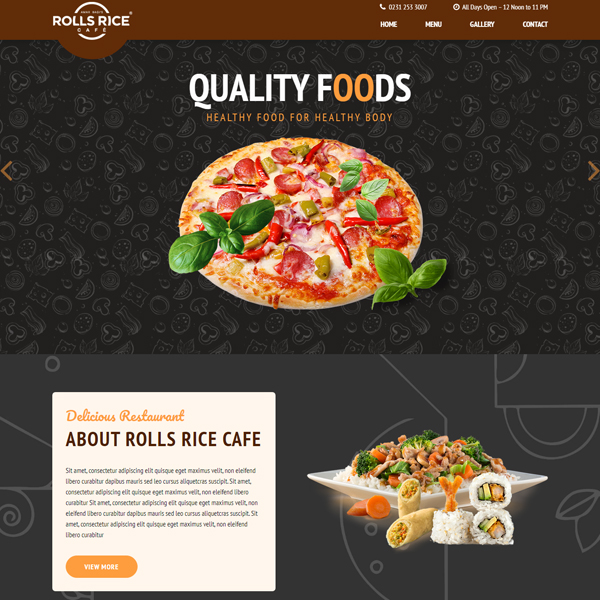 0231 253 3007
All Days Open – 12 Noon to 11 PM
ROLLS RICE
CAFÉ
HOME
MENU
GALLERY
CONTACT
QUALITY FOODS
HEALTHY FOOD FOR HEALTHY BODY
Delicious Restaurant
ABOUT ROLLS RICE CAFE
Sit amet, consectetur adipiscing elit quisque eget maximus velit, non eleifend
libero curabitur dapibus mauris sed leo cursus aliquetcras suscipit. Sit amet,
consectetur adipiscing elit quisque eget maximus velit, non eleifend libero
curabitur Sit amet, consectetur adipiscing elit quisque eget maximus velit, non
eleifend libero curabitur dapibus mauris sed leo cursus aliquetcras suscipit. Sit
amet, consectetur adipiscing elit quisque eget maximus velit, non eleifend
libero curabitur
VIEW MORE